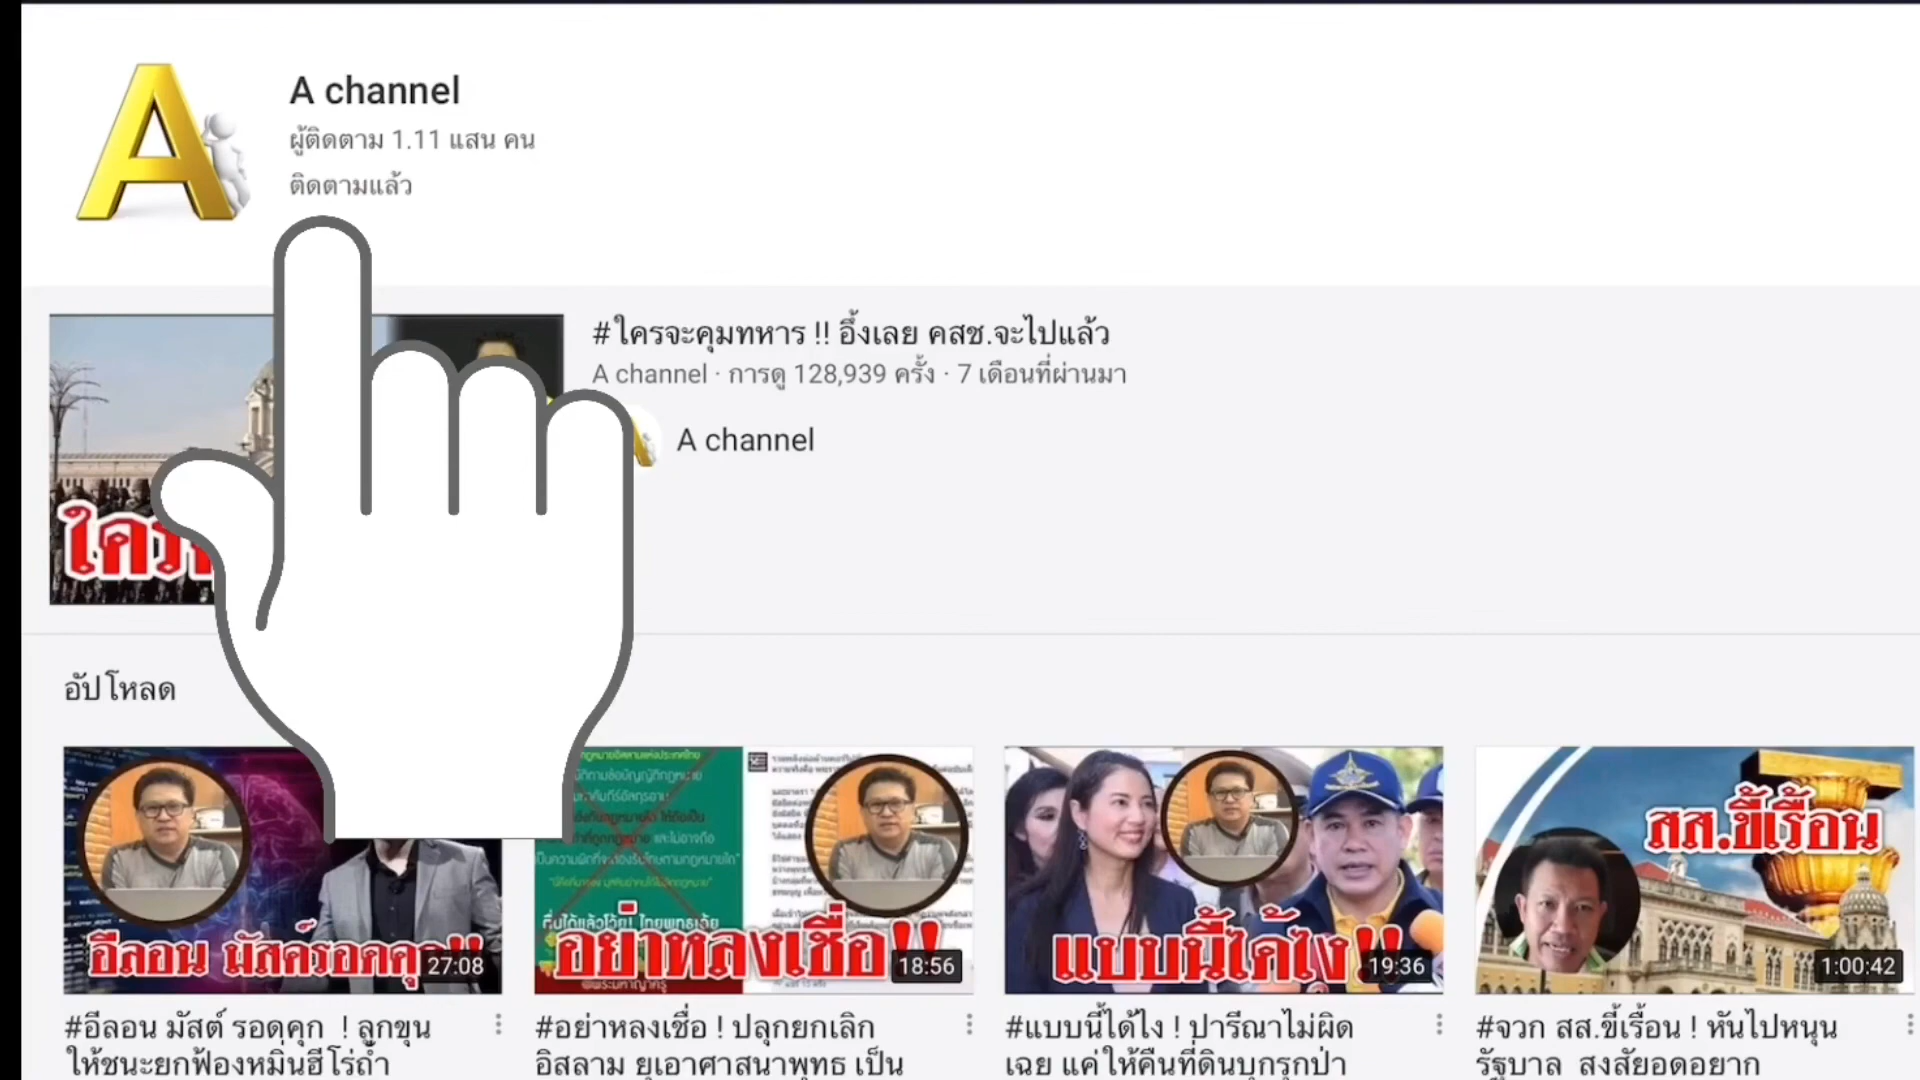 A channel
ผู้ติดตาม 1.11 แสน คน
ติดตามแล้ว
#ใครจะคุมทหาร !! อึ้งเลย คสช.จะไปแล้ว
A channel · การดู 128,939 ครั้ง · 7 เดือนที่ผ่านมา
A channel
อัปโหลด
อีลอน มัสต์รอดคุก!!
27:08
อย่าหลงเชื่อ!!
18:56
แบบนี้ได้ไง!!
19:36
สส.ขี้เรื้อน
1:00:42
#อีลอน มัสต์ รอดคุก ! ลูกขุน
ให้ชนะยกฟ้องหมิ่นฮีโร่ถ้ำ
#อย่าหลงเชื่อ ! ปลุกยกเลิก
อิสลาม ยุเอาศาสนาพุทธ เป็น
#แบบนี้ได้ไง ! ปารีณาไม่ผิด
เฉย แค่ให้คืนที่ดินบุกรุกป่า
#จวก สส.ขี้เรื้อน ! หันไปหนุน
รัฐบาล สงสัยอดอยาก